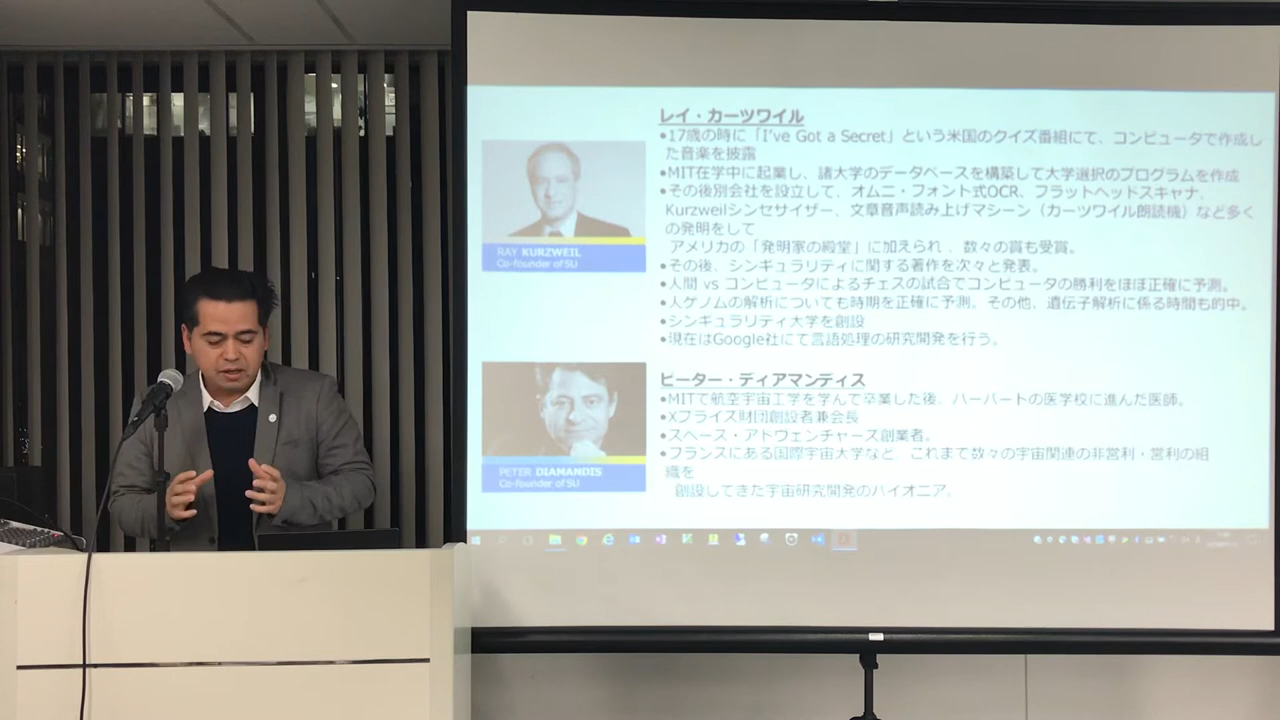 レイ・カーツワイル
●17歳の時に「I've Got a Secret」という米国のクイズ番組にて、コンピュータで作成し
た音楽を披露
●MIT在学中に起業し、諸大学のデータベースを構築して大学選択のプログラムを作成
●その後別会社を設立して、オムニ・フォント式OCR、フラットヘッドスキャナ、
Kurzweilシンセサイザー、文章音声読み上げマシーン（カーツワイル朗読機）など多く
の発明をして
アメリカの「発明家の殿堂」に加えられ 、数々の賞も受賞。
●その後、シンギュラリティに関する著作を次々と発表。
●人間 vs コンピュータによるチェスの試合でコンピュータの勝利をほぼ正確に予測。
●人ゲノムの解析についても時期を正確に予測。その他、遺伝子解析に係る時間も的中。
●シンギュラリティ大学を創設
●現在はGoogle社にて言語処理の研究開発を行う。
RAY KURZWEIL
Co-founder of SU
ピーター・ディアマンディス
●MITで航空宇宙工学を学んで卒業した後、ハーバートの医学校に進んだ医師。
●Xプライズ財団創設者兼会長
●スペース・アドヴェンチャーズ創業者。
●フランスにある国際宇宙大学など、これまで数々の宇宙関連の非営利・営利の組
織を
創設してきた宇宙研究開発のパイオニア。
PETER DIAMANDIS
Co-founder of SU